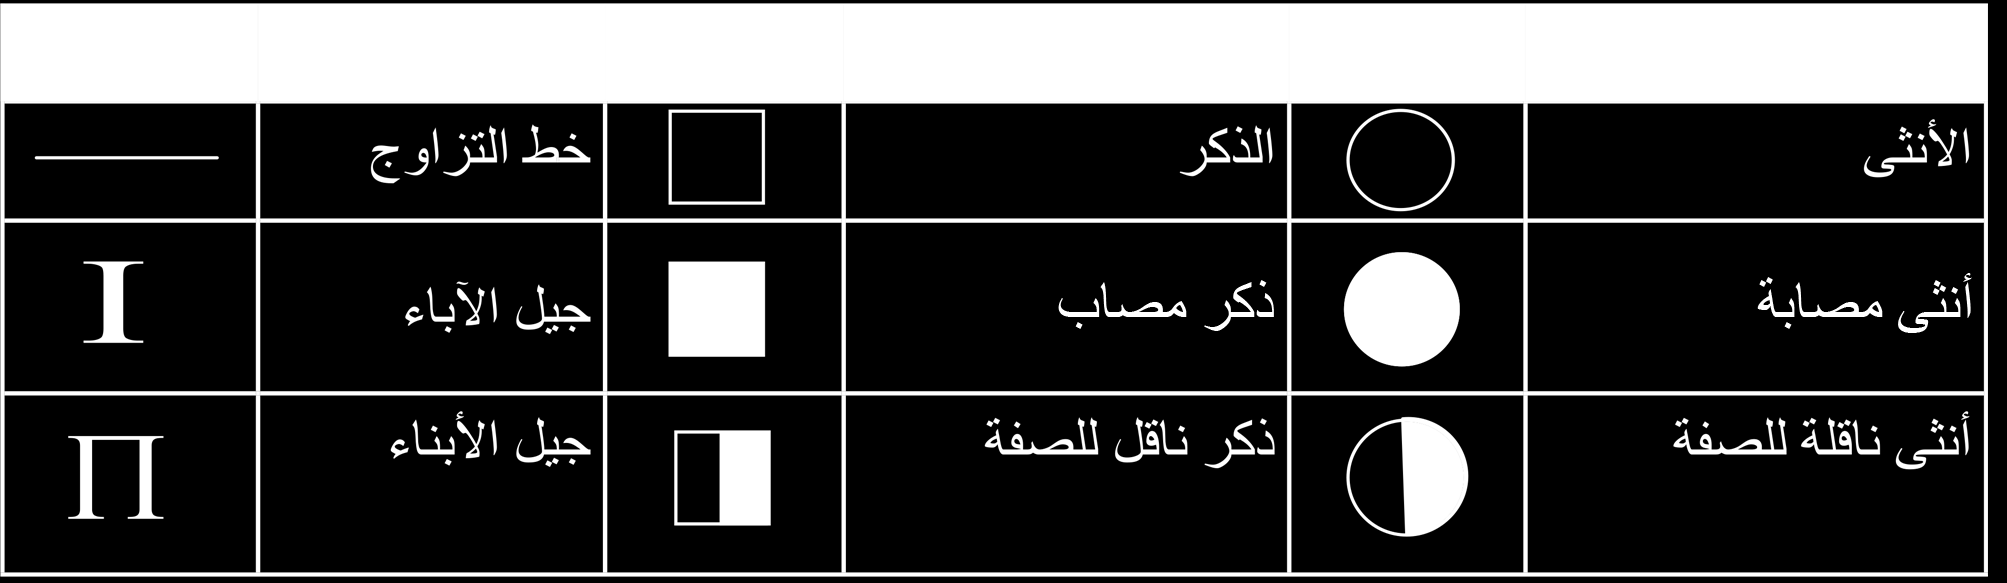 الأنثى
الذكر
خط التزاوج
أنثى مصابة
ذكر مصاب
جيل الآباء
I
أنثى ناقلة للصفة
ذكر ناقل للصفة
جيل الأبناء
II